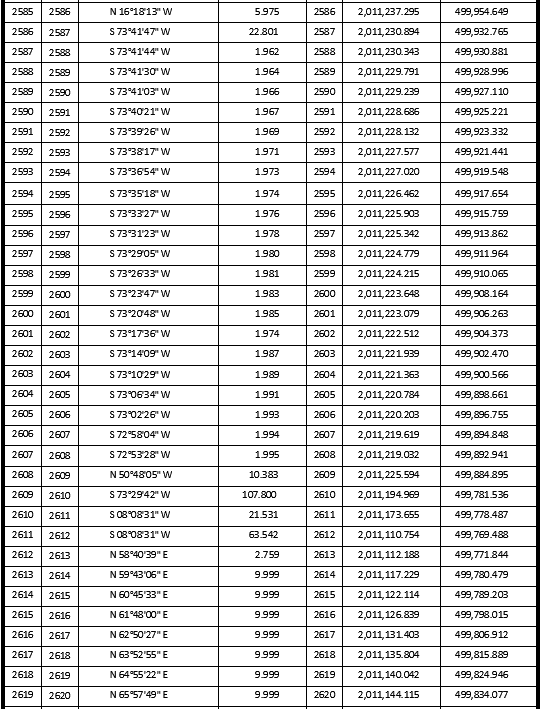 2585 2586 N 16°18'13" W 5.975 2586 2,011,237.295 499,954.649
2586 2587 S 73°41'47" W 22.801 2587 2,011,230.894 499,932.765
2587 2588 S 73°41'44" W 1.962 2588 2,011,230.343 499,930.881
2588 2589 S 73°41'30" W 1.964 2589 2,011,229.791 499,928.996
2589 2590 S 73°41'03" W 1.966 2590 2,011,229.239 499,927.110
2590 2591 S 73°40'21" W 1.967 2591 2,011,228.686 499,925.221
2591 2592 S 73°39'26" W 1.969 2592 2,011,228.132 499,923.332
2592 2593 S 73°38'17" W 1.971 2593 2,011,227.577 499,921.441
2593 2594 S 73°36'54" W 1.973 2594 2,011,227.020 499,919.548
2594 2595 S 73°35'18" W 1.974 2595 2,011,226.462 499,917.654
2595 2596 S 73°33'27" W 1.976 2596 2,011,225.903 499,915.759
2596 2597 S 73°31'23" W 1.978 2597 2,011,225.342 499,913.862
2597 2598 S 73°29'05" W 1.980 2598 2,011,224.779 499,911.964
2598 2599 S 73°26'33" W 1.981 2599 2,011,224.215 499,910.065
2599 2600 S 73°23'47" W 1.983 2600 2,011,223.648 499,908.164
2600 2601 S 73°20'48" W 1.985 2601 2,011,223.079 499,906.263
2601 2602 S 73°17'36" W 1.974 2602 2,011,222.512 499,904.373
2602 2603 S 73°14'09" W 1.987 2603 2,011,221.939 499,902.470
2603 2604 S 73°10'29" W 1.989 2604 2,011,221.363 499,900.566
2604 2605 S 73°06'34" W 1.991 2605 2,011,220.784 499,898.661
2605 2606 S 73°02'26" W 1.993 2606 2,011,220.203 499,896.755
2606 2607 S 72°58'04" W 1.994 2607 2,011,219.619 499,894.848
2607 2608 S 72°53'28" W 1.995 2608 2,011,219.032 499,892.941
2608 2609 N 50°48'05" W 10.383 2609 2,011,225.594 499,884.895
2609 2610 S 73°29'42" W 107.800 2610 2,011,194.969 499,781.536
2610 2611 S 08°08'31" W 21.531 2611 2,011,173.655 499,778.487
2611 2612 S 08°08'31" W 63.542 2612 2,011,110.754 499,769.488
2612 2613 N 58°40'39" E 2.759 2613 2,011,112.188 499,771.844
2613 2614 N 59°43'06" E 9.999 2614 2,011,117.229 499,780.479
2614 2615 N 60°45'33" E 9.999 2615 2,011,122.114 499,789.203
2615 2616 N 61°48'00" E 9.999 2616 2,011,126.839 499,798.015
2616 2617 N 62°50'27" E 9.999 2617 2,011,131.403 499,806.912
2617 2618 N 63°52'55" E 9.999 2618 2,011,135.804 499,815.889
2618 2619 N 64°55'22" E 9.999 2619 2,011,140.042 499,824.946
2619 2620 N 65°57'49" E 9.999 2620 2,011,144.115 499,834.077